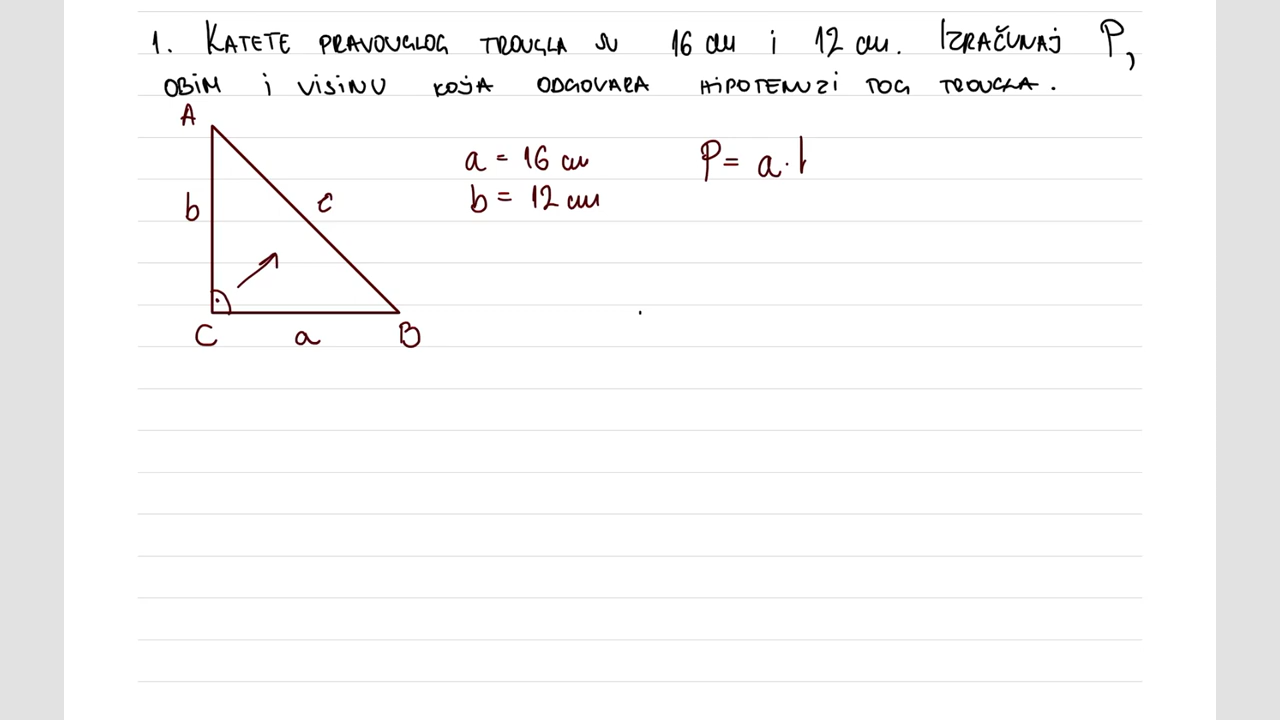 1. KATETE PRAVOUGLOG TROUGLA SU 16 cm i 12 cm. IZRAČUNAJ P,
OBIM i VISINU KOJA ODGOVARA HIPOTENUZI TOG TROUGLA.
A
a = 16 cm
P = a ·
b
c
b = 12 cm
C
a
B